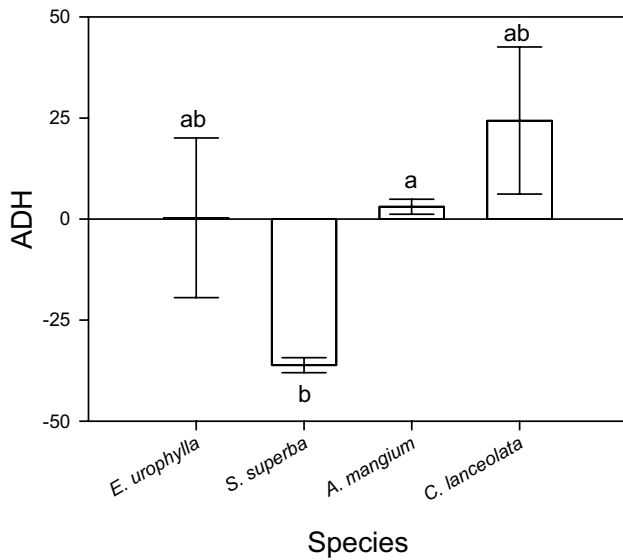 50
ab
ab
25
a
ADH
0
-25
b
-50
E. urophylla
S. superba
A. mangium
C. lanceolata
Species